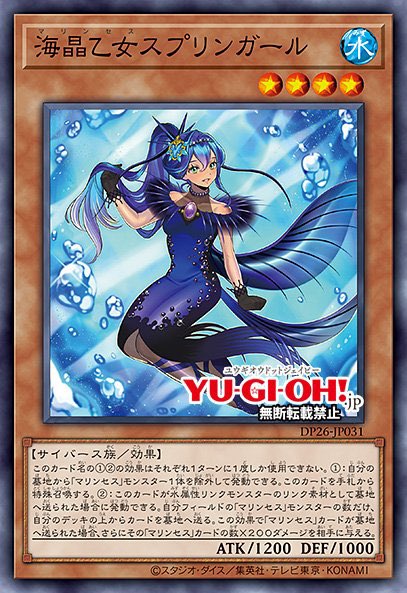 マリンセス
海晶乙女スプリンガール
水
ユウギオウドットジェイピー
YU-GI-OH!.jp
無断転載禁止
DP26-JP031
【サイバース族／効果】
このカード名の①②の効果はそれぞれ1ターンに1度しか使用できない。①：自分の
墓地から「マリンセス」モンスター1体を除外して発動できる。このカードを手札から
特殊召喚する。②：このカードが水属性リンクモンスターのリンク素材として墓地
へ送られた場合に発動できる。自分フィールドの「マリンセス」モンスターの数だけ、
自分のデッキの上からカードを墓地へ送る。この効果で「マリンセス」カードが墓地
へ送られた場合、さらにそのカードの数×200ダメージを相手に与える。
ATK/1200 DEF/1000
©スタジオ・ダイス／集英社・テレビ東京・KONAMI